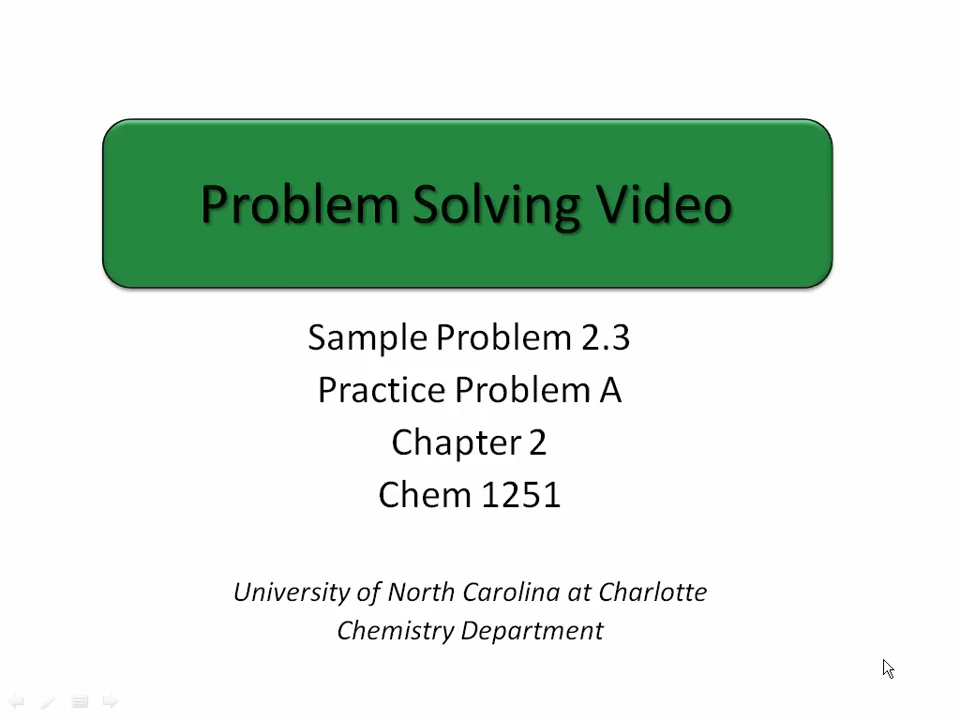 Problem Solving Video
Sample Problem 2.3
Practice Problem A
Chapter 2
Chem 1251
University of North Carolina at Charlotte
Chemistry Department